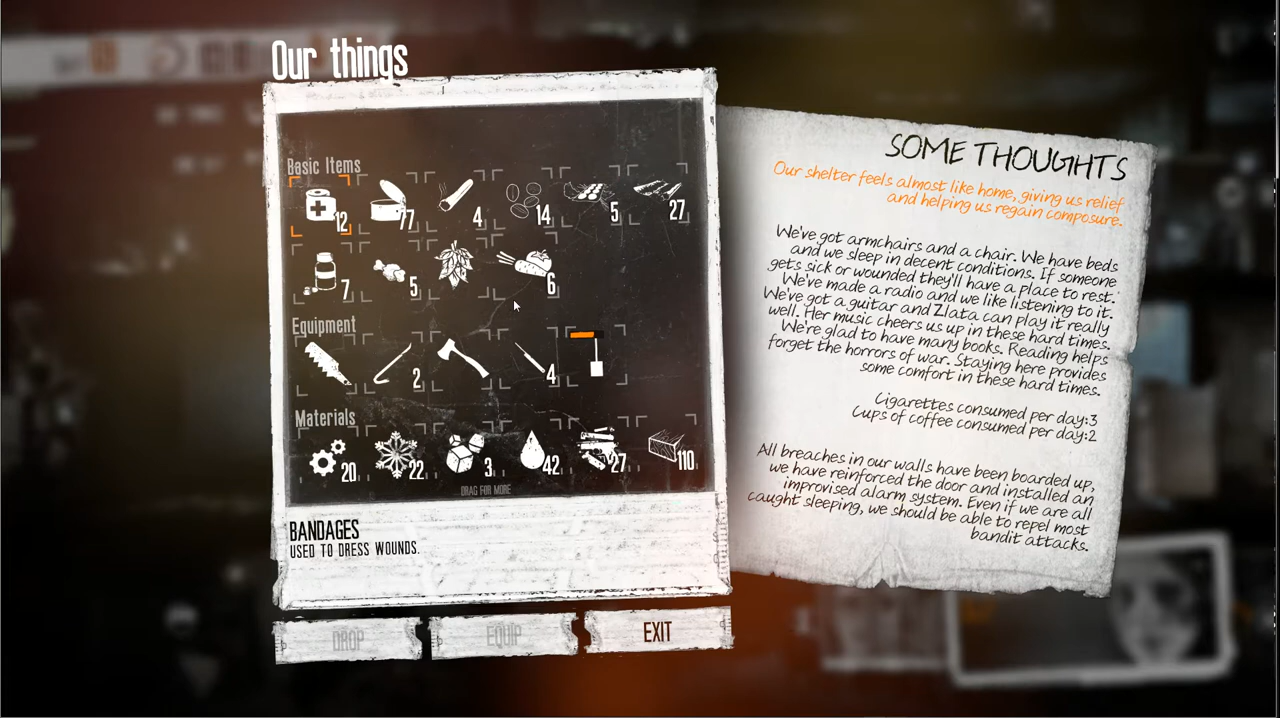 Our things
Basic Items
12
77
4
14
5
27
7
5
6
Equipment
2
4
Materials
20
22
3
42
27
110
DRAG FOR MORE
BANDAGES
USED TO DRESS WOUNDS.
DROP
EQUIP
EXIT
SOME THOUGHTS
Our shelter feels almost like home, giving us relief
and helping us regain composure.
We've got armchairs and a chair. We have beds
and we sleep in decent conditions. If someone
gets sick or wounded they'll have a place to rest.
We've made a radio and we like listening to it.
We've got a guitar and Zlata can play it really
well. Her music cheers us up in these hard times.
We're glad to have many books. Reading helps
forget the horrors of war. Staying here provides
some comfort in these hard times.
Cigarettes consumed per day:3
Cups of coffee consumed per day:2
All breaches in our walls have been boarded up,
we have reinforced the door and installed an
improvised alarm system. Even if we are all
caught sleeping, we should be able to repel most
bandit attacks.